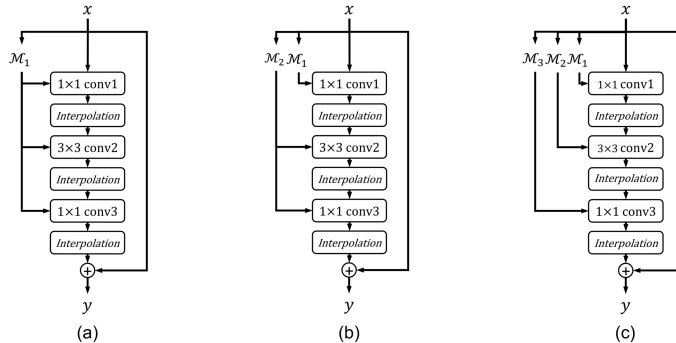 x
ℳ₁
1×1 conv1
Interpolation
3×3 conv2
Interpolation
1×1 conv3
Interpolation
+
y
(a)
x
ℳ₂ ℳ₁
1×1 conv1
Interpolation
3×3 conv2
Interpolation
1×1 conv3
Interpolation
+
y
(b)
x
ℳ₃ ℳ₂ ℳ₁
1×1 conv1
Interpolation
3×3 conv2
Interpolation
1×1 conv3
Interpolation
+
y
(c)